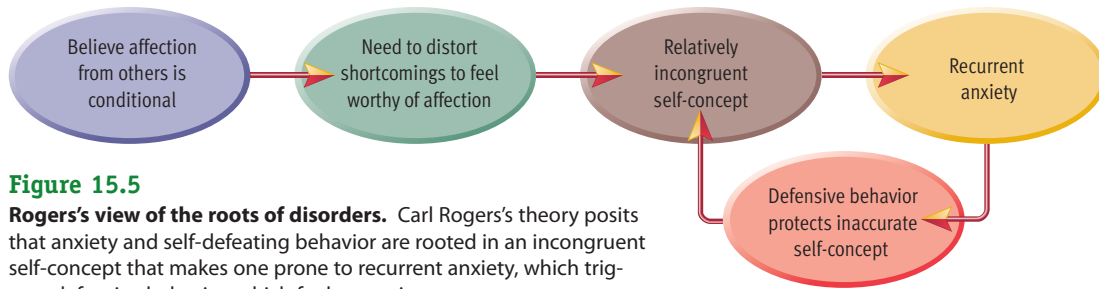 Believe affection
from others is
conditional
Need to distort
shortcomings to feel
worthy of affection
Relatively
incongruent
self-concept
Recurrent
anxiety
Defensive behavior
protects inaccurate
self-concept
Figure 15.5
Rogers's view of the roots of disorders. Carl Rogers's theory posits
that anxiety and self-defeating behavior are rooted in an incongruent
self-concept that makes one prone to recurrent anxiety, which trig-